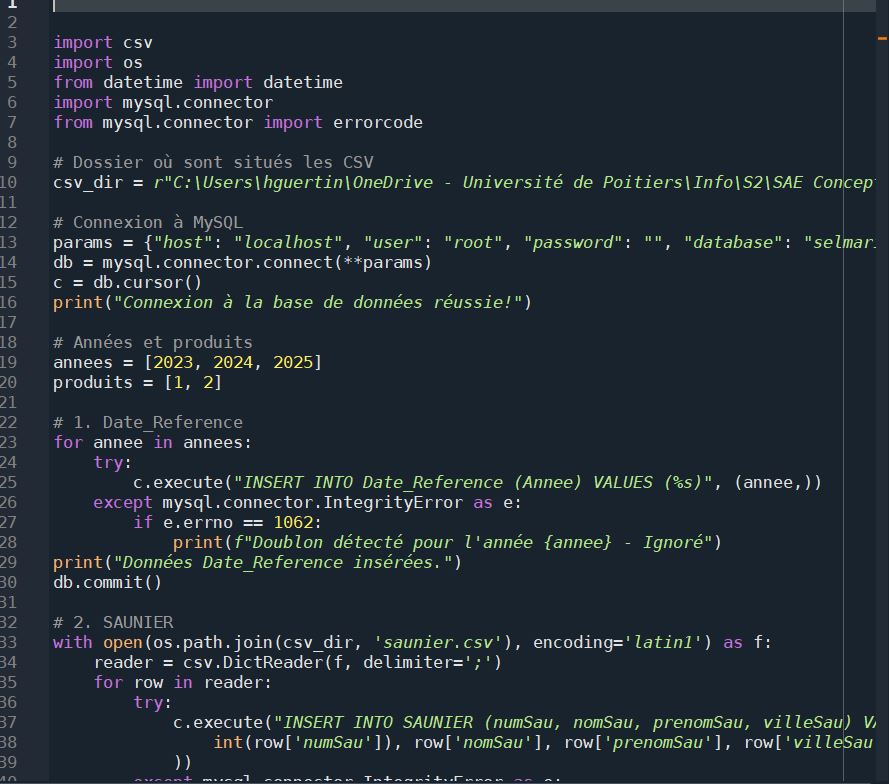 1
2
3 import csv
4 import os
5 from datetime import datetime
6 import mysql.connector
7 from mysql.connector import errorcode
8
9 # Dossier où sont situés les CSV
10 csv_dir = r"C:\Users\hguertin\OneDrive - Université de Poitiers\Info\S2\SAE Concep
11
12 # Connexion à MySQL
13 params = {"host": "localhost", "user": "root", "password": "", "database": "selmar
14 db = mysql.connector.connect(**params)
15 c = db.cursor()
16 print("Connexion à la base de données réussie!")
17
18 # Années et produits
19 annees = [2023, 2024, 2025]
20 produits = [1, 2]
21
22 # 1. Date_Reference
23 for annee in annees:
24     try:
25         c.execute("INSERT INTO Date_Reference (Annee) VALUES (%s)", (annee,))
26     except mysql.connector.IntegrityError as e:
27         if e.errno == 1062:
28             print(f"Doublon détecté pour l'année {annee} - Ignoré")
29 print("Données Date_Reference insérées.")
30 db.commit()
31
32 # 2. SAUNIER
33 with open(os.path.join(csv_dir, 'saunier.csv'), encoding='latin1') as f:
34     reader = csv.DictReader(f, delimiter=';')
35     for row in reader:
36         try:
37             c.execute("INSERT INTO SAUNIER (numSau, nomSau, prenomSau, villeSau) VA
38                 int(row['numSau']), row['nomSau'], row['prenomSau'], row['villeSau
39             ))
40         except mysql.connector.IntegrityError as e: